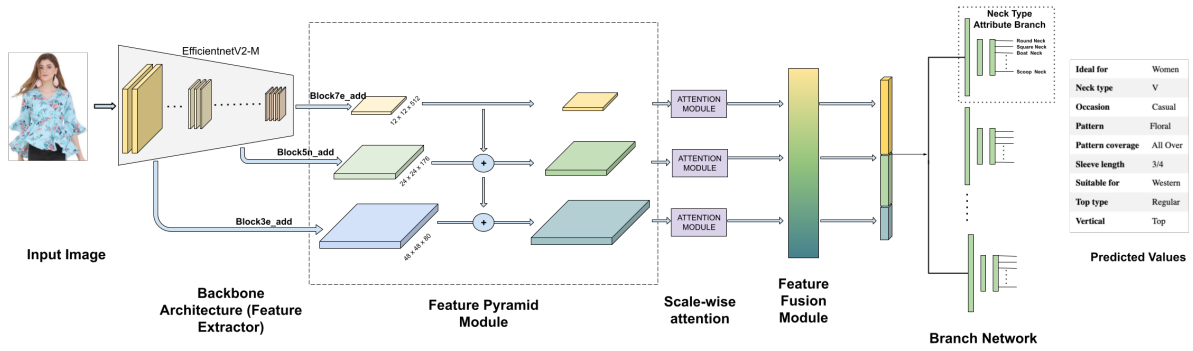 EfficientnetV2-M
Block7e_add
12 x 12 x 512
Block5n_add
24 x 24 x 176
Block3e_add
48 x 48 x 80
+
+
ATTENTION
MODULE
ATTENTION
MODULE
ATTENTION
MODULE
Neck Type
Attribute Branch
Round Neck
Square Neck
Boat Neck
Scoop Neck
Ideal for Women
Neck type V
Occasion Casual
Pattern Floral
Pattern coverage All Over
Sleeve length 3/4
Suitable for Western
Top type Regular
Vertical Top
Input Image
Backbone
Architecture (Feature
Extractor)
Feature Pyramid
Module
Scale-wise
attention
Feature
Fusion
Module
Branch Network
Predicted Values